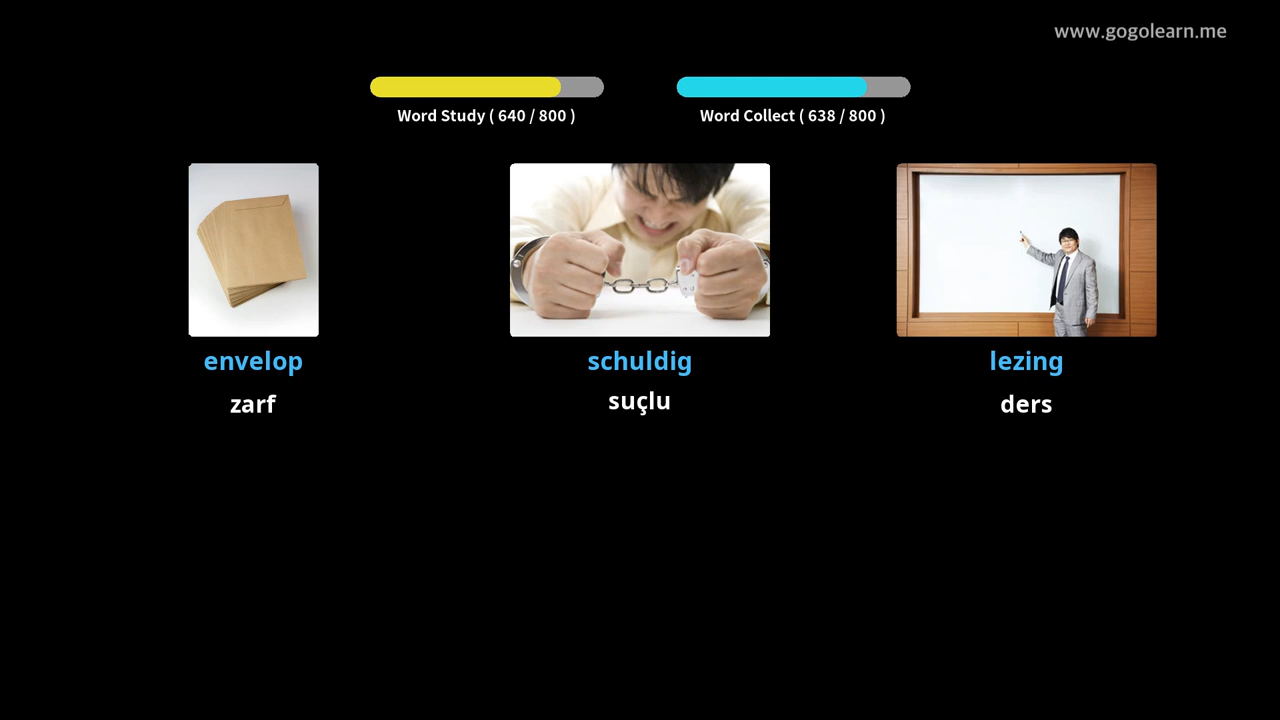 www.gogolearn.me
Word Study ( 640 / 800 )
Word Collect ( 638 / 800 )
envelop
schuldig
lezing
zarf
suçlu
ders